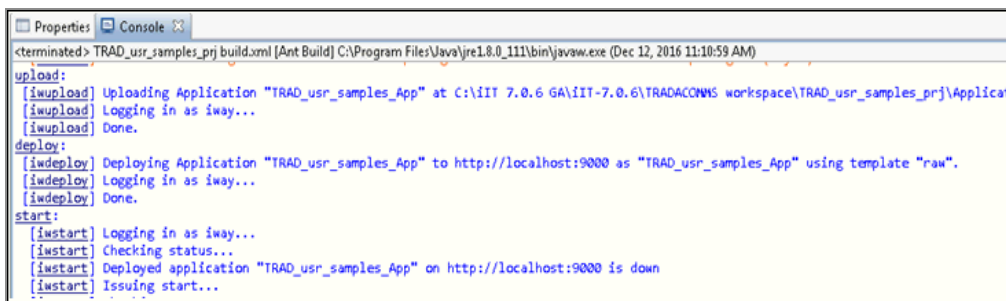 Properties Console
<terminated> TRAD_usr_samples_prj build.xml [Ant Build] C:\Program Files\Java\jre1.8.0_111\bin\javaw.exe (Dec 12, 2016 11:10:59 AM)
upload:
[iwupload] Uploading Application "TRAD_usr_samples_App" at C:\iIT 7.0.6 GA\iIT-7.0.6\TRADACOMMS workspace\TRAD_usr_samples_prj\Applicat
[iwupload] Logging in as iway...
[iwupload] Done.
deploy:
[iwdeploy] Deploying Application "TRAD_usr_samples_App" to http://localhost:9000 as "TRAD_usr_samples_App" using template "raw".
[iwdeploy] Logging in as iway...
[iwdeploy] Done.
start:
[iwstart] Logging in as iway...
[iwstart] Checking status...
[iwstart] Deployed application "TRAD_usr_samples_App" on http://localhost:9000 is down
[iwstart] Issuing start...